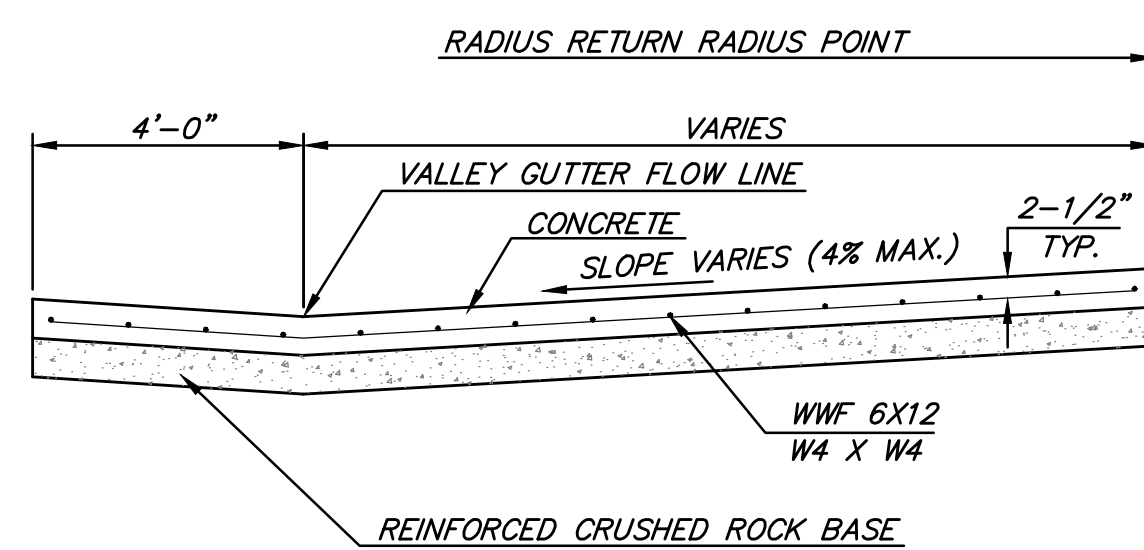 RADIUS RETURN RADIUS POINT
4'-0"
VARIES
VALLEY GUTTER FLOW LINE
2-1/2"
TYP.
CONCRETE
SLOPE VARIES (4% MAX.)
WWF 6X12
W4 X W4
REINFORCED CRUSHED ROCK BASE